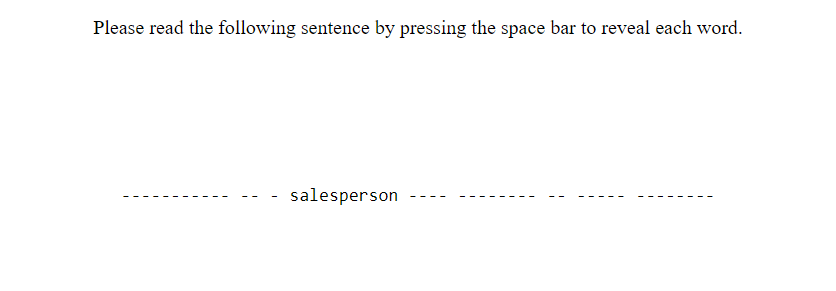 Please read the following sentence by pressing the space bar to reveal each word.
----------- -- - salesperson ---- -------- -- ----- --------